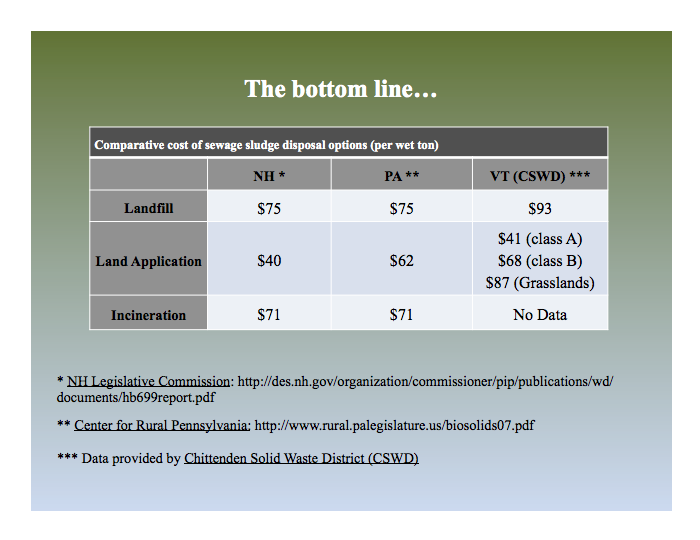 The bottom line…
Comparative cost of sewage sludge disposal options (per wet ton)
NH * PA ** VT (CSWD) ***
Landfill $75 $75 $93
Land Application $40 $62 $41 (class A)
$68 (class B)
$87 (Grasslands)
Incineration $71 $71 No Data
* NH Legislative Commission: http://des.nh.gov/organization/commissioner/pip/publications/wd/
documents/hb699report.pdf
** Center for Rural Pennsylvania: http://www.rural.palegislature.us/biosolids07.pdf
*** Data provided by Chittenden Solid Waste District (CSWD)